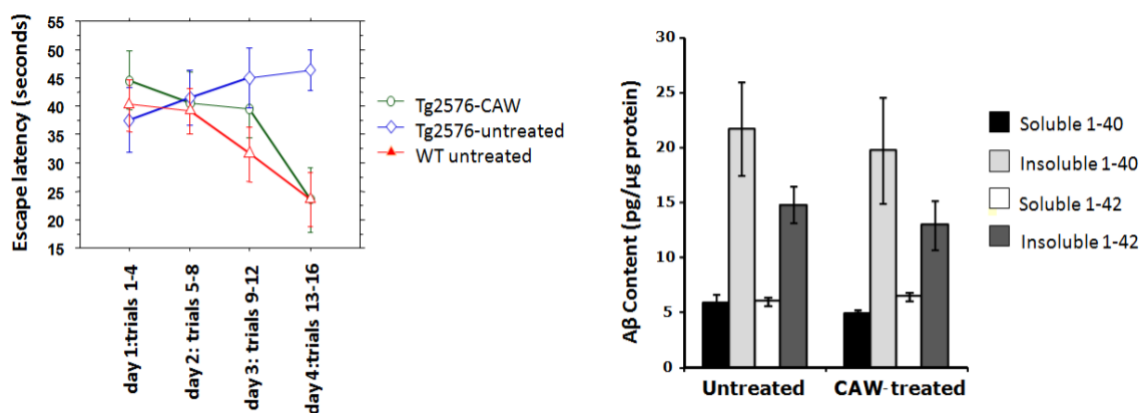 Escape latency (seconds)
55
50
45
40
35
30
25
20
15
day 1:trials 1-4
day 2: trials 5-8
day 3: trials 9-12
day 4:trials 13-16
Tg2576-CAW
Tg2576-untreated
WT untreated
Aβ Content (pg/µg protein)
30
25
20
15
10
5
0
Untreated
CAW-treated
Soluble 1-40
Insoluble 1-40
Soluble 1-42
Insoluble 1-42